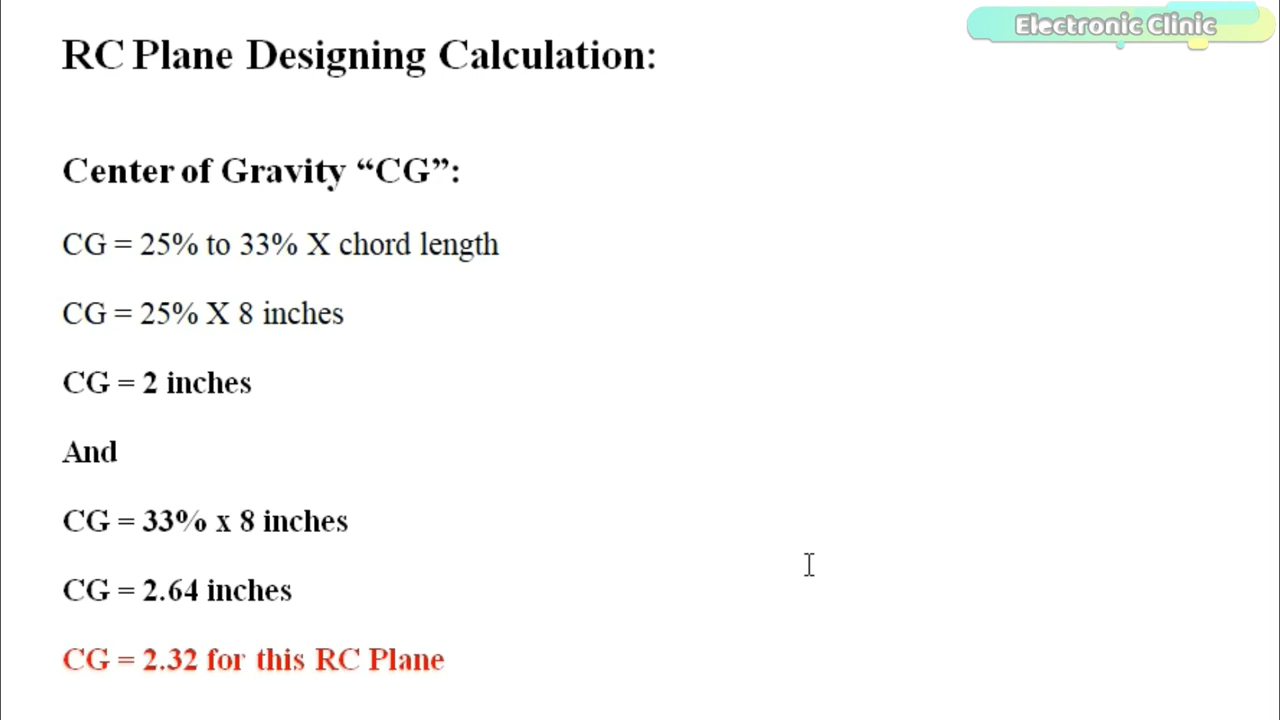 Electronic Clinic
RC Plane Designing Calculation:
Center of Gravity “CG”:
CG = 25% to 33% X chord length
CG = 25% X 8 inches
CG = 2 inches
And
CG = 33% x 8 inches
CG = 2.64 inches
CG = 2.32 for this RC Plane